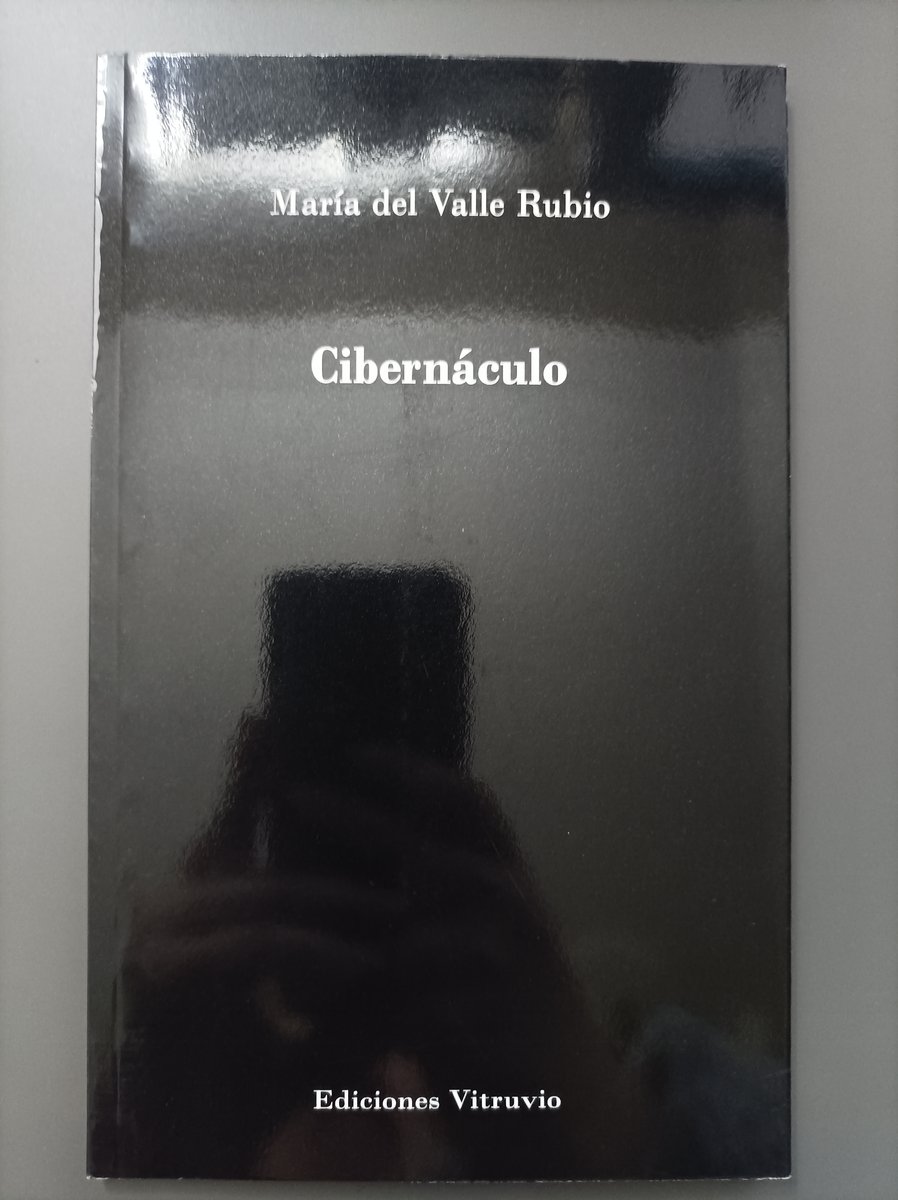 María del Valle Rubio
Cibernáculo
Ediciones Vitruvio